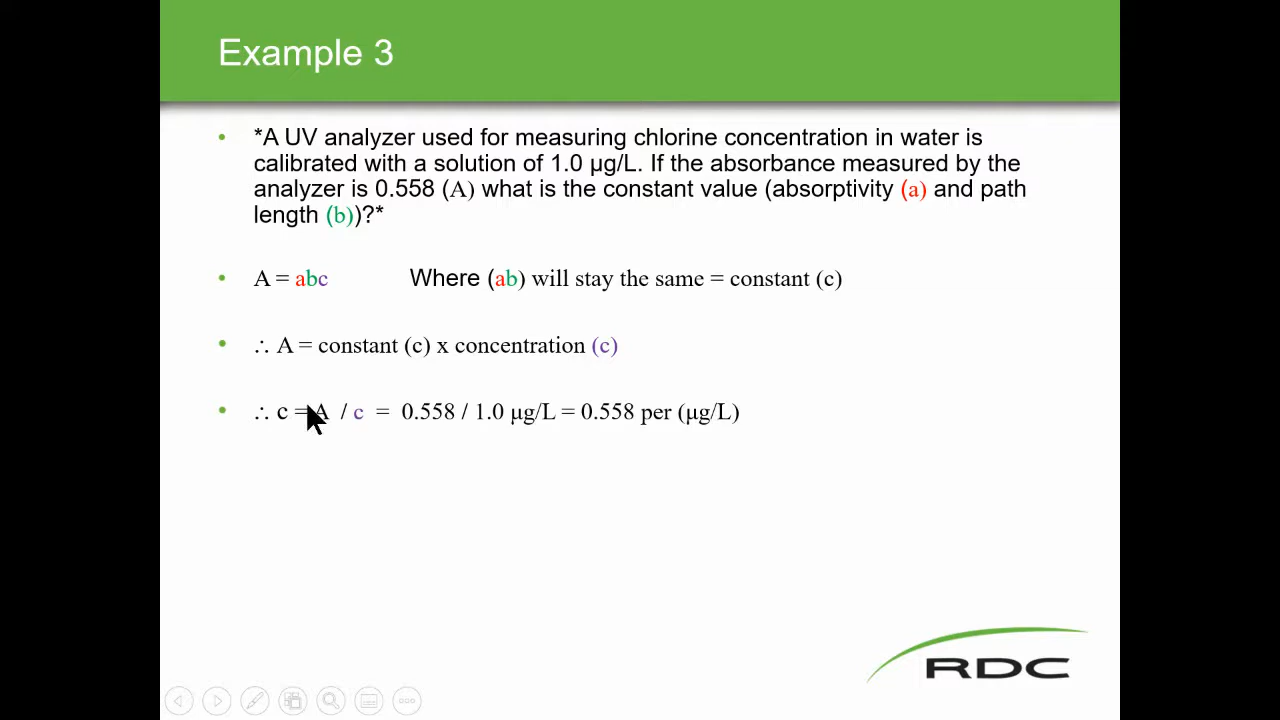 Example 3
*A UV analyzer used for measuring chlorine concentration in water is
calibrated with a solution of 1.0 µg/L. If the absorbance measured by the
analyzer is 0.558 (A) what is the constant value (absorptivity (a) and path
length (b))?*
A = abc Where (ab) will stay the same = constant (c)
∴ A = constant (c) x concentration (c)
∴ c = A / c = 0.558 / 1.0 µg/L = 0.558 per (µg/L)
RDC